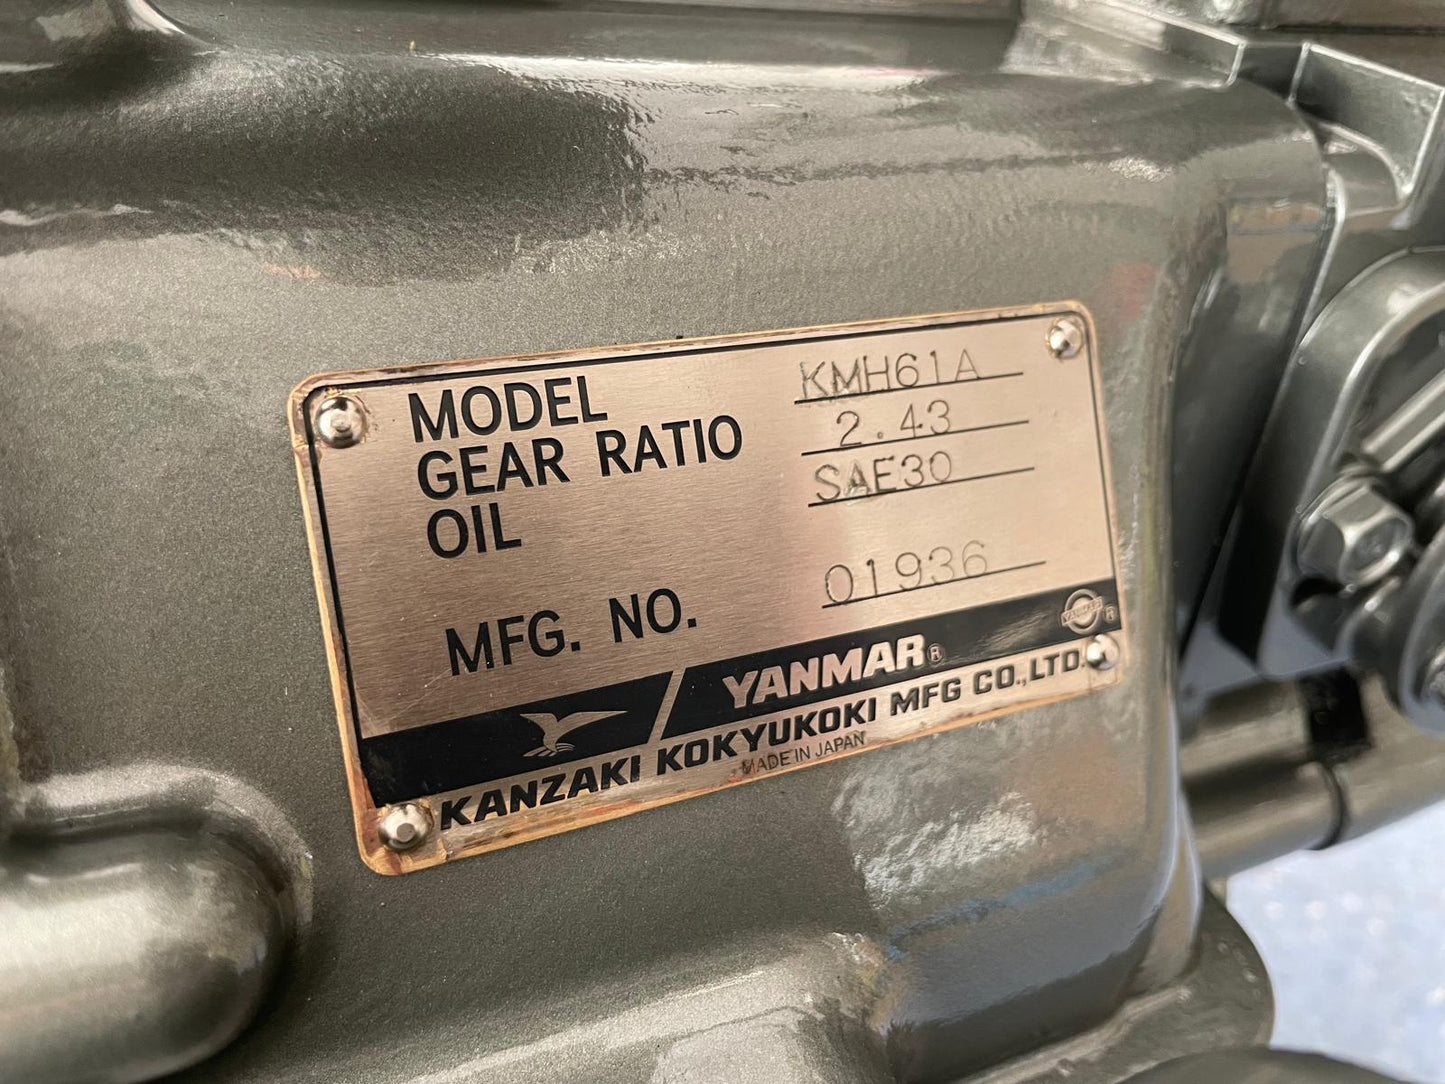 MODEL KMH61A
GEAR RATIO 2.43
OIL SAE30
MFG. NO. 01936
YANMAR®
YANMAR ®
KANZAKI KOKYUKOKI MFG CO.,LTD.
MADE IN JAPAN